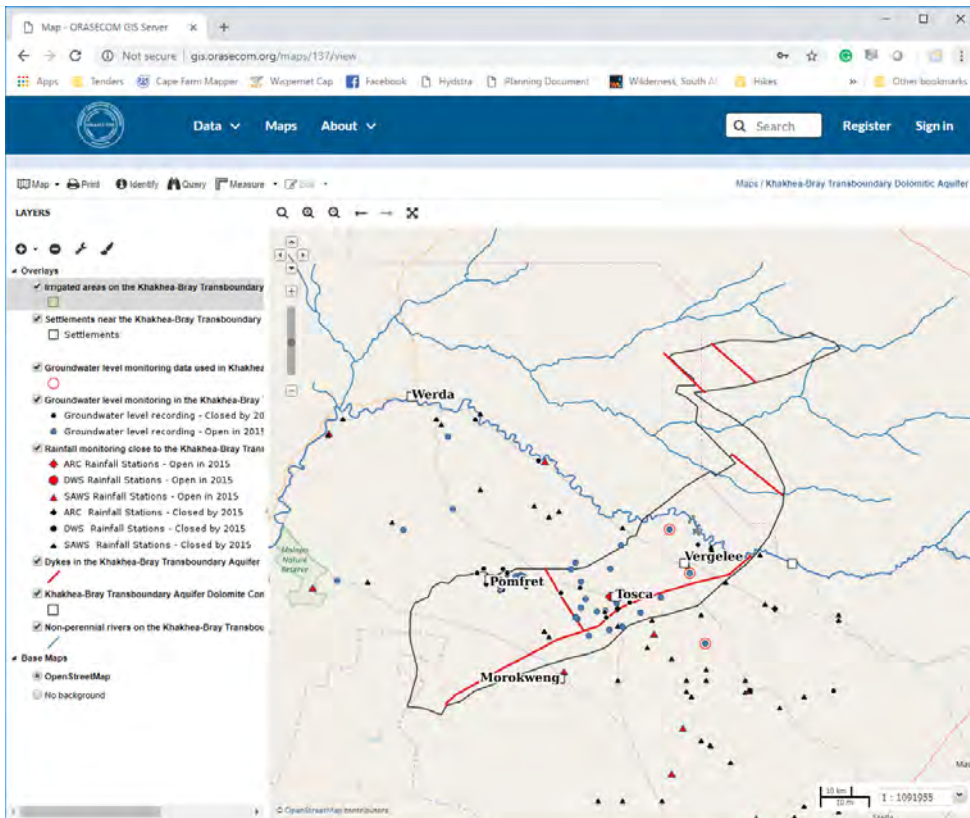 Map - ORASECOM GIS Server
Not secure | gis.orasecom.org/maps/137/view
Apps Tenders Cape Farm Mapper Wispernet Cap Facebook Hydstra Planning Document Wilderness, South Af Hikes » Other bookmarks
Data Maps About Search Register Sign in
Map Print Identify Query Measure Edit
Maps / Khakhea-Bray Transboundary Dolomitic Aquifer
LAYERS
Overlays
Irrigated areas on the Khakhea-Bray Transboundary
Settlements near the Khakhea-Bray Transboundary
Settlements
Groundwater level monitoring data used in Khakhea
Groundwater level monitoring in the Khakhea-Bray
Groundwater level recording - Closed by 20
Groundwater level recording - Open in 2015
Rainfall monitoring close to the Khakhea-Bray Trans
ARC Rainfall Stations - Open in 2015
DWS Rainfall Stations - Open in 2015
SAWS Rainfall Stations - Open in 2015
ARC Rainfall Stations - Closed by 2015
DWS Rainfall Stations - Closed by 2015
SAWS Rainfall Stations - Closed by 2015
Dykes in the Khakhea-Bray Transboundary Aquifer
Khakhea-Bray Transboundary Aquifer Dolomite Con
Non-perennial rivers on the Khakhea-Bray Transbou
Base Maps
OpenStreetMap
No background
Werda
Molopo
Nature
Reserve
Vergelee
Pomfret
Tosca
Morokweng
10 km
10 mi
1 : 1091955
© OpenStreetMap contributors